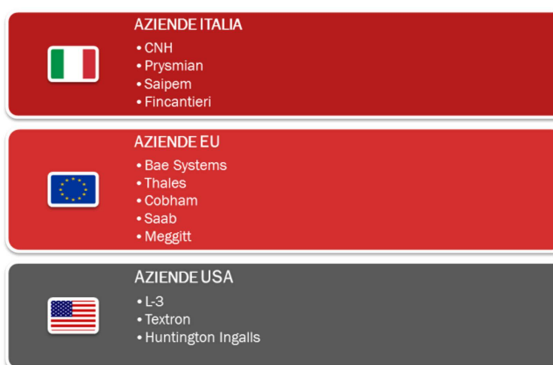 AZIENDE ITALIA
• CNH
• Prysmian
• Saipem
• Fincantieri
AZIENDE EU
• Bae Systems
• Thales
• Cobham
• Saab
• Meggitt
AZIENDE USA
• L-3
• Textron
• Huntington Ingalls